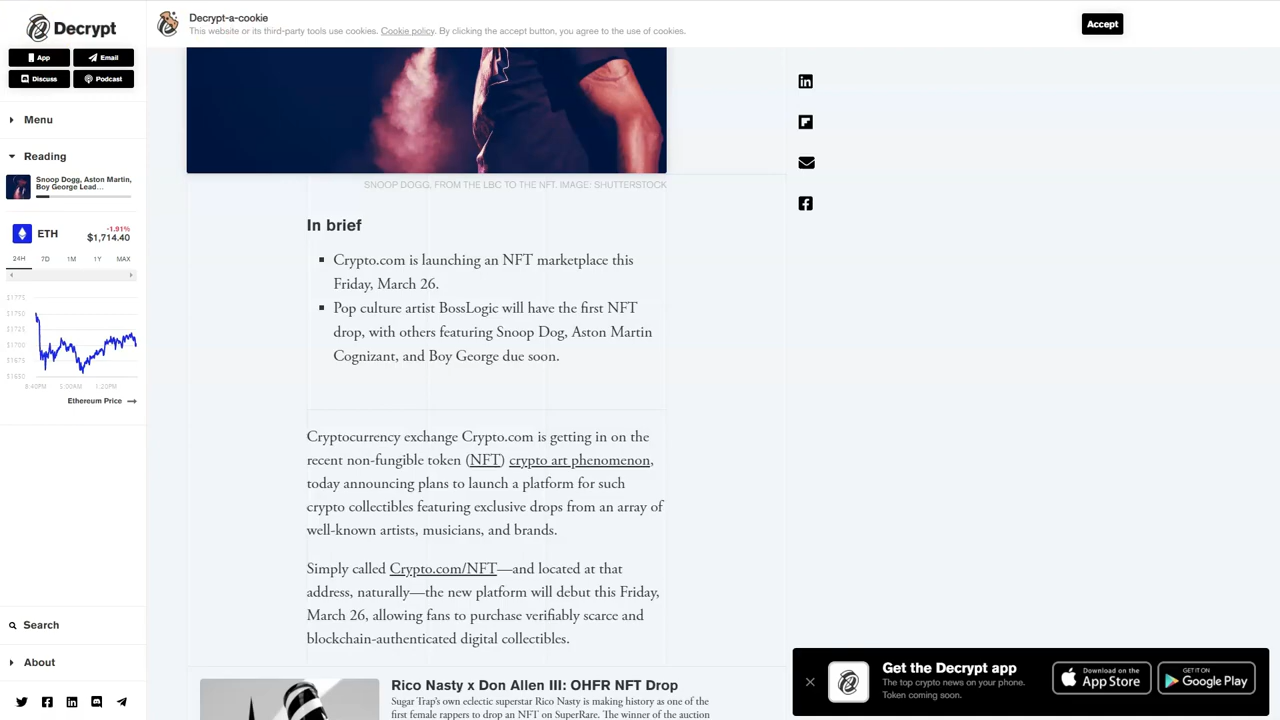 Decrypt
App
Email
Discuss
Podcast
Menu
Reading
Snoop Dogg, Aston Martin,
Boy George Lead...
ETH
-1.91%
$1,714.40
24H 7D 1M 1Y MAX
$1775
$1750
$1725
$1700
$1675
$1650
8:40PM 5:00AM 1:20PM
Ethereum Price
Search
About
Decrypt-a-cookie
This website or its third-party tools use cookies. Cookie policy. By clicking the accept button, you agree to the use of cookies.
Accept
SNOOP DOGG, FROM THE LBC TO THE NFT. IMAGE: SHUTTERSTOCK
In brief
Crypto.com is launching an NFT marketplace this
Friday, March 26.
Pop culture artist BossLogic will have the first NFT
drop, with others featuring Snoop Dog, Aston Martin
Cognizant, and Boy George due soon.
Cryptocurrency exchange Crypto.com is getting in on the
recent non-fungible token (NFT) crypto art phenomenon,
today announcing plans to launch a platform for such
crypto collectibles featuring exclusive drops from an array of
well-known artists, musicians, and brands.
Simply called Crypto.com/NFT—and located at that
address, naturally—the new platform will debut this Friday,
March 26, allowing fans to purchase verifiably scarce and
blockchain-authenticated digital collectibles.
Rico Nasty x Don Allen III: OHFR NFT Drop
Sugar Trap's own eclectic superstar Rico Nasty is making history as one of the
first female rappers to drop an NFT on SuperRare. The winner of the auction
Get the Decrypt app
The top crypto news on your phone.
Token coming soon.
Download on the
App Store
GET IT ON
Google Play